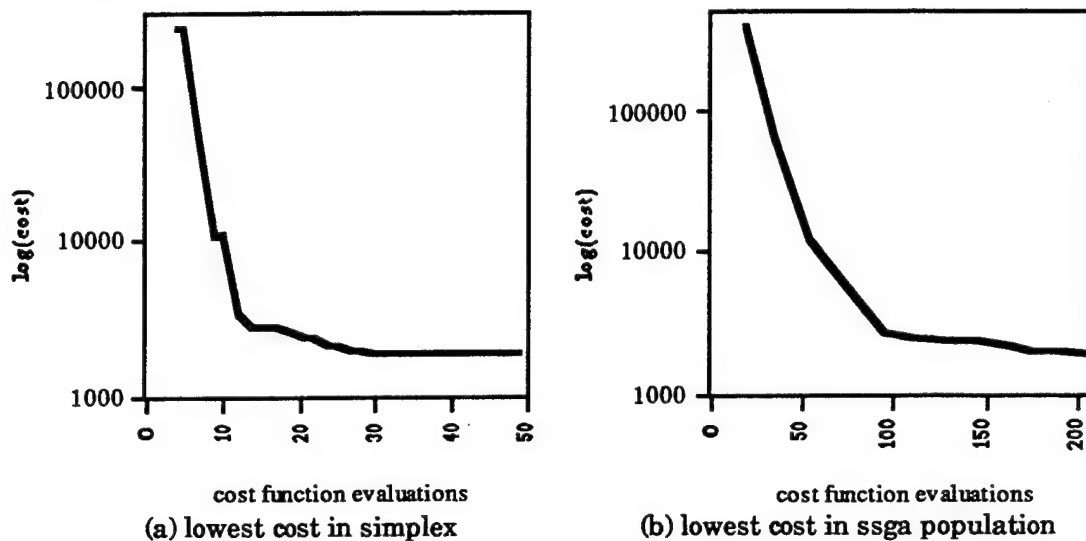 100000
10000
1000
log(cost)
0
10
20
30
40
50
cost function evaluations
(a) lowest cost in simplex
100000
10000
1000
log(cost)
0
50
100
150
200
cost function evaluations
(b) lowest cost in ssga population